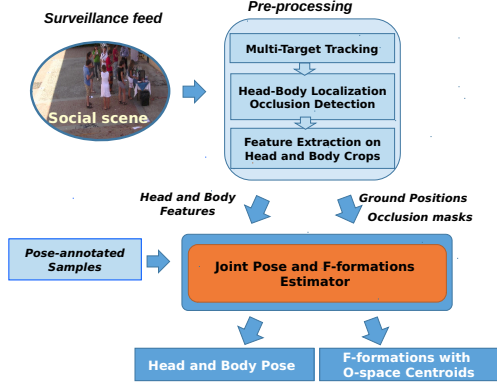 Surveillance feed
Pre-processing
Social scene
Multi-Target Tracking
Head-Body Localization
Occlusion Detection
Feature Extraction on
Head and Body Crops
Head and Body
Features
Ground Positions
Occlusion masks
Pose-annotated
Samples
Joint Pose and F-formations
Estimator
Head and Body Pose
F-formations with
O-space Centroids